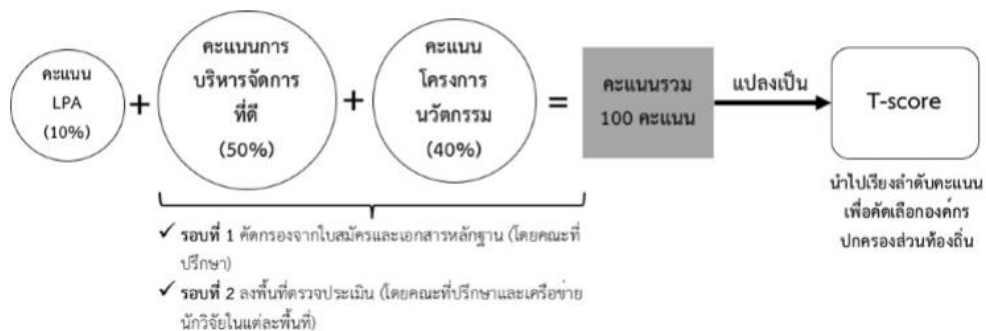 คะแนน
LPA
(10%)
+
คะแนนการ
บริหารจัดการ
ที่ดี
(50%)
+
คะแนน
โครงการ
นวัตกรรม
(40%)
=
คะแนนรวม
100 คะแนน
แปลงเป็น
T-score
นำไปเรียงลำดับคะแนน
เพื่อคัดเลือกองค์กร
ปกครองส่วนท้องถิ่น
✓ รอบที่ 1 คัดกรองจากใบสมัครและเอกสารหลักฐาน (โดยคณะที่
ปรึกษา)
✓ รอบที่ 2 ลงพื้นที่ตรวจประเมิน (โดยคณะที่ปรึกษาและเครือข่าย
นักวิจัยในแต่ละพื้นที่)